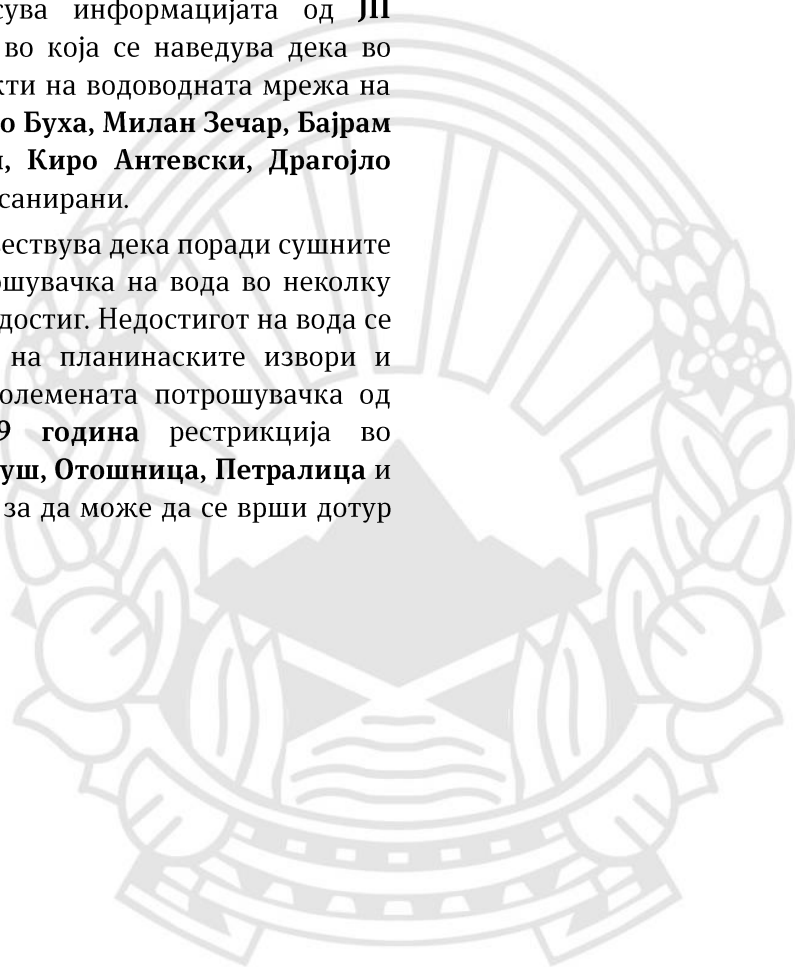 сува информацијата од ЈП
во која се наведува дека во
кти на водоводната мрежа на
о Буха, Милан Зечар, Бајрам
, Киро Антевски, Драгојло
санирани.
ествува дека поради сушните
ошувачка на вода во неколку
достиг. Недостигот на вода се
на планинаските извори и
олемената потрошувачка од
9 година рестрикција во
уш, Отошница, Петралица и
за да може да се врши дотур